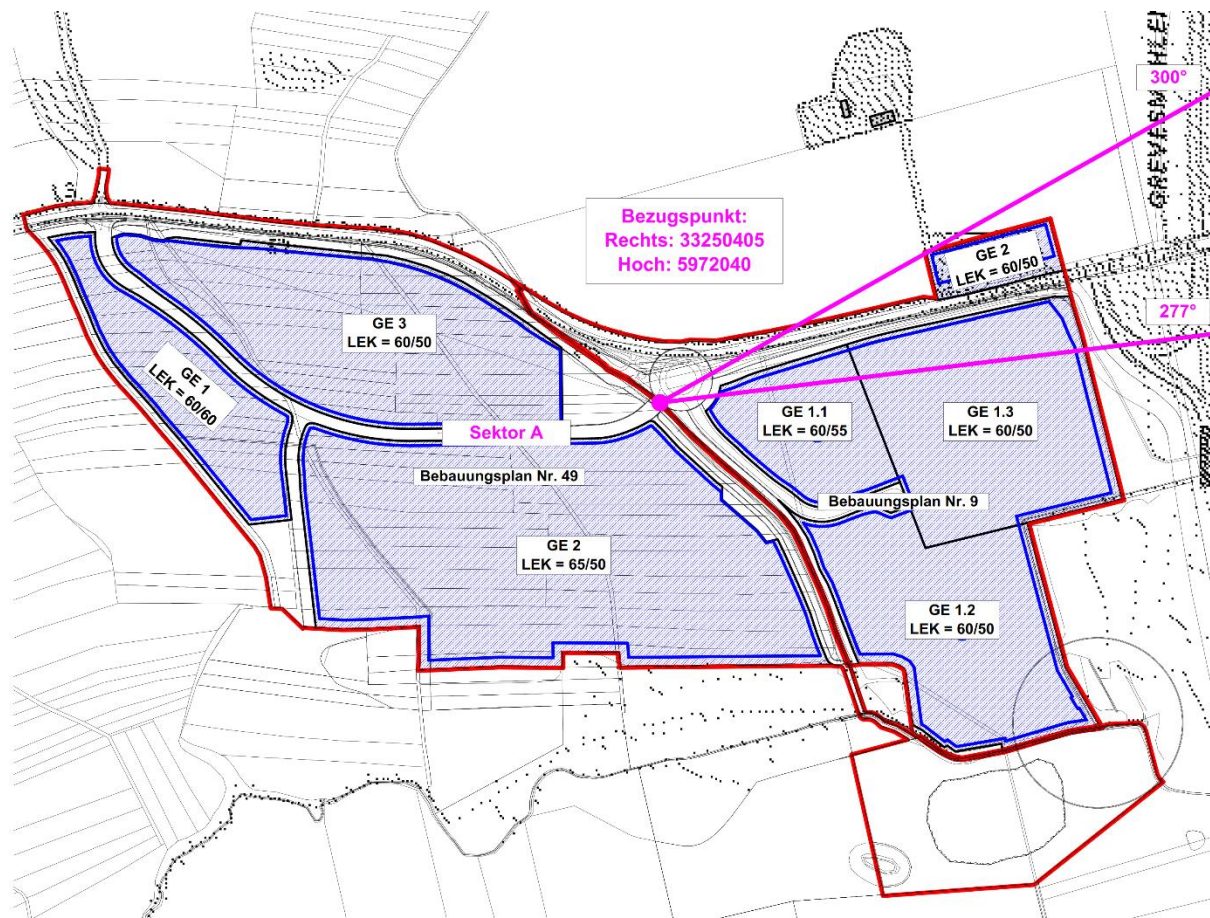 300°
GREVESMÜHLEN
Bezugspunkt:
Rechts: 33250405
Hoch: 5972040
GE 2
LEK = 60/50
277°
GE 3
LEK = 60/50
GE 1
LEK = 60/60
GE 1.1
LEK = 60/55
GE 1.3
LEK = 60/50
Sektor A
Bebauungsplan Nr. 49
Bebauungsplan Nr. 9
GE 2
LEK = 65/50
GE 1.2
LEK = 60/50